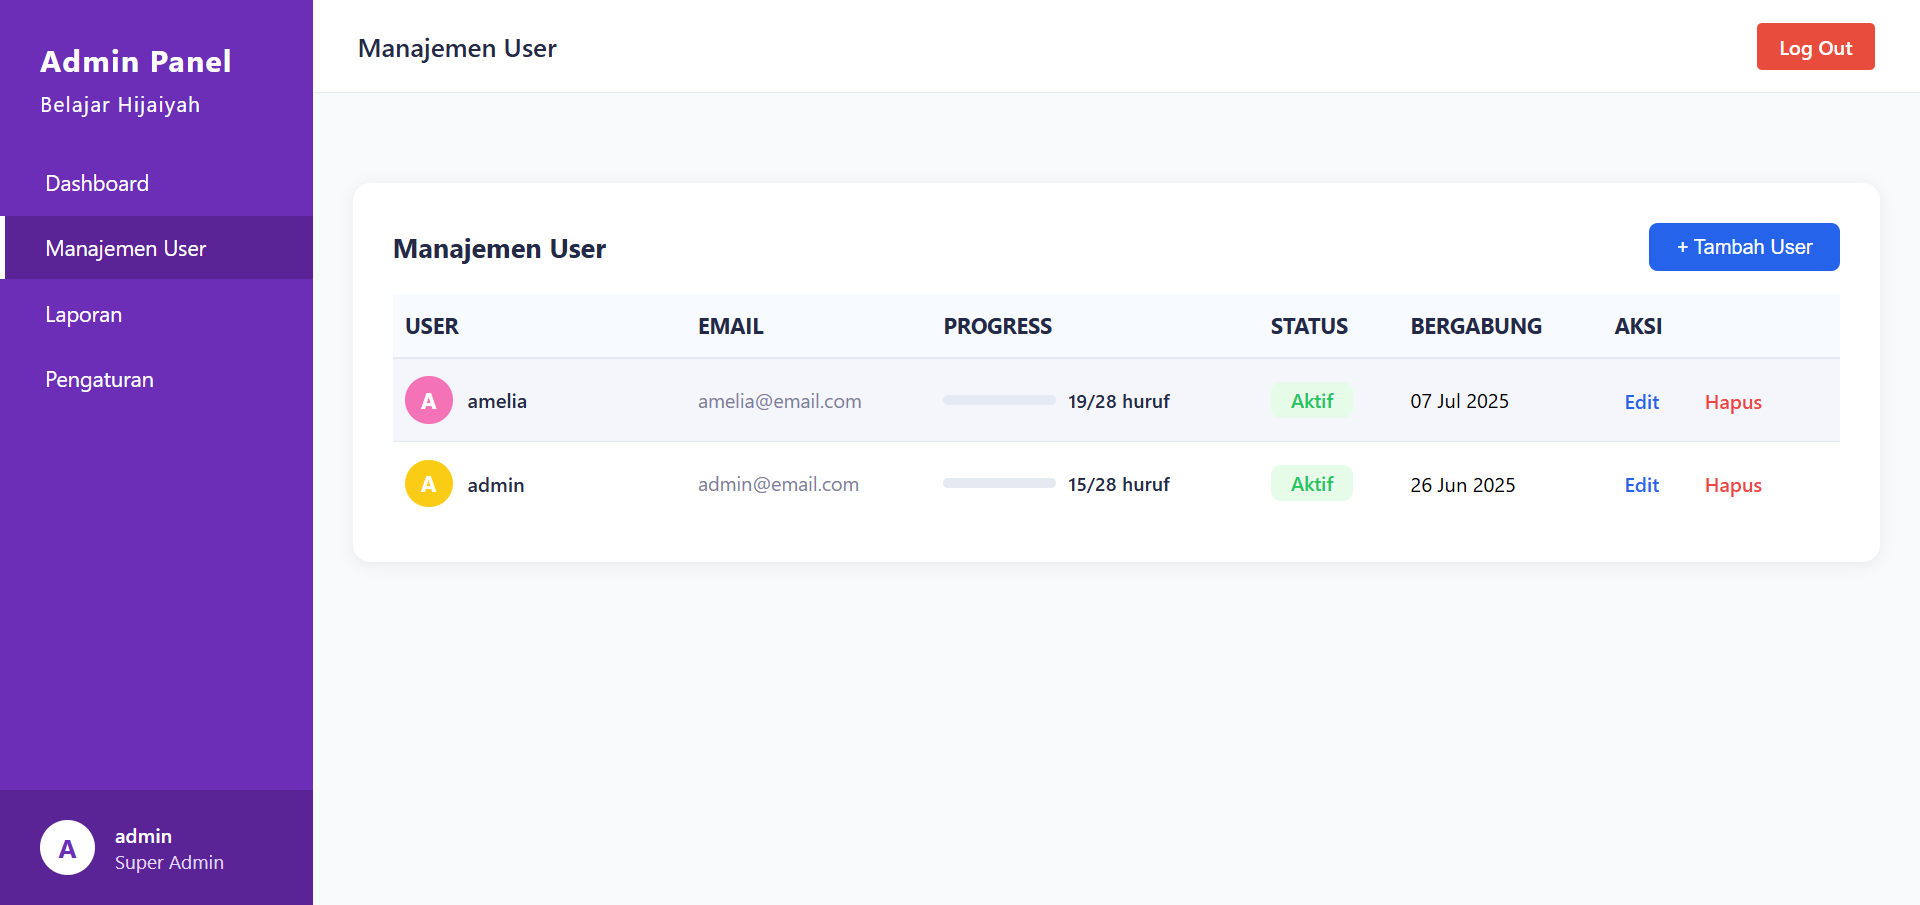 Admin Panel
Belajar Hijaiyah
Dashboard
Manajemen User
Laporan
Pengaturan
A
admin
Super Admin
Manajemen User
Log Out
Manajemen User
+ Tambah User
USER EMAIL PROGRESS STATUS BERGABUNG AKSI
A amelia amelia@email.com 19/28 huruf Aktif 07 Jul 2025 Edit Hapus
A admin admin@email.com 15/28 huruf Aktif 26 Jun 2025 Edit Hapus